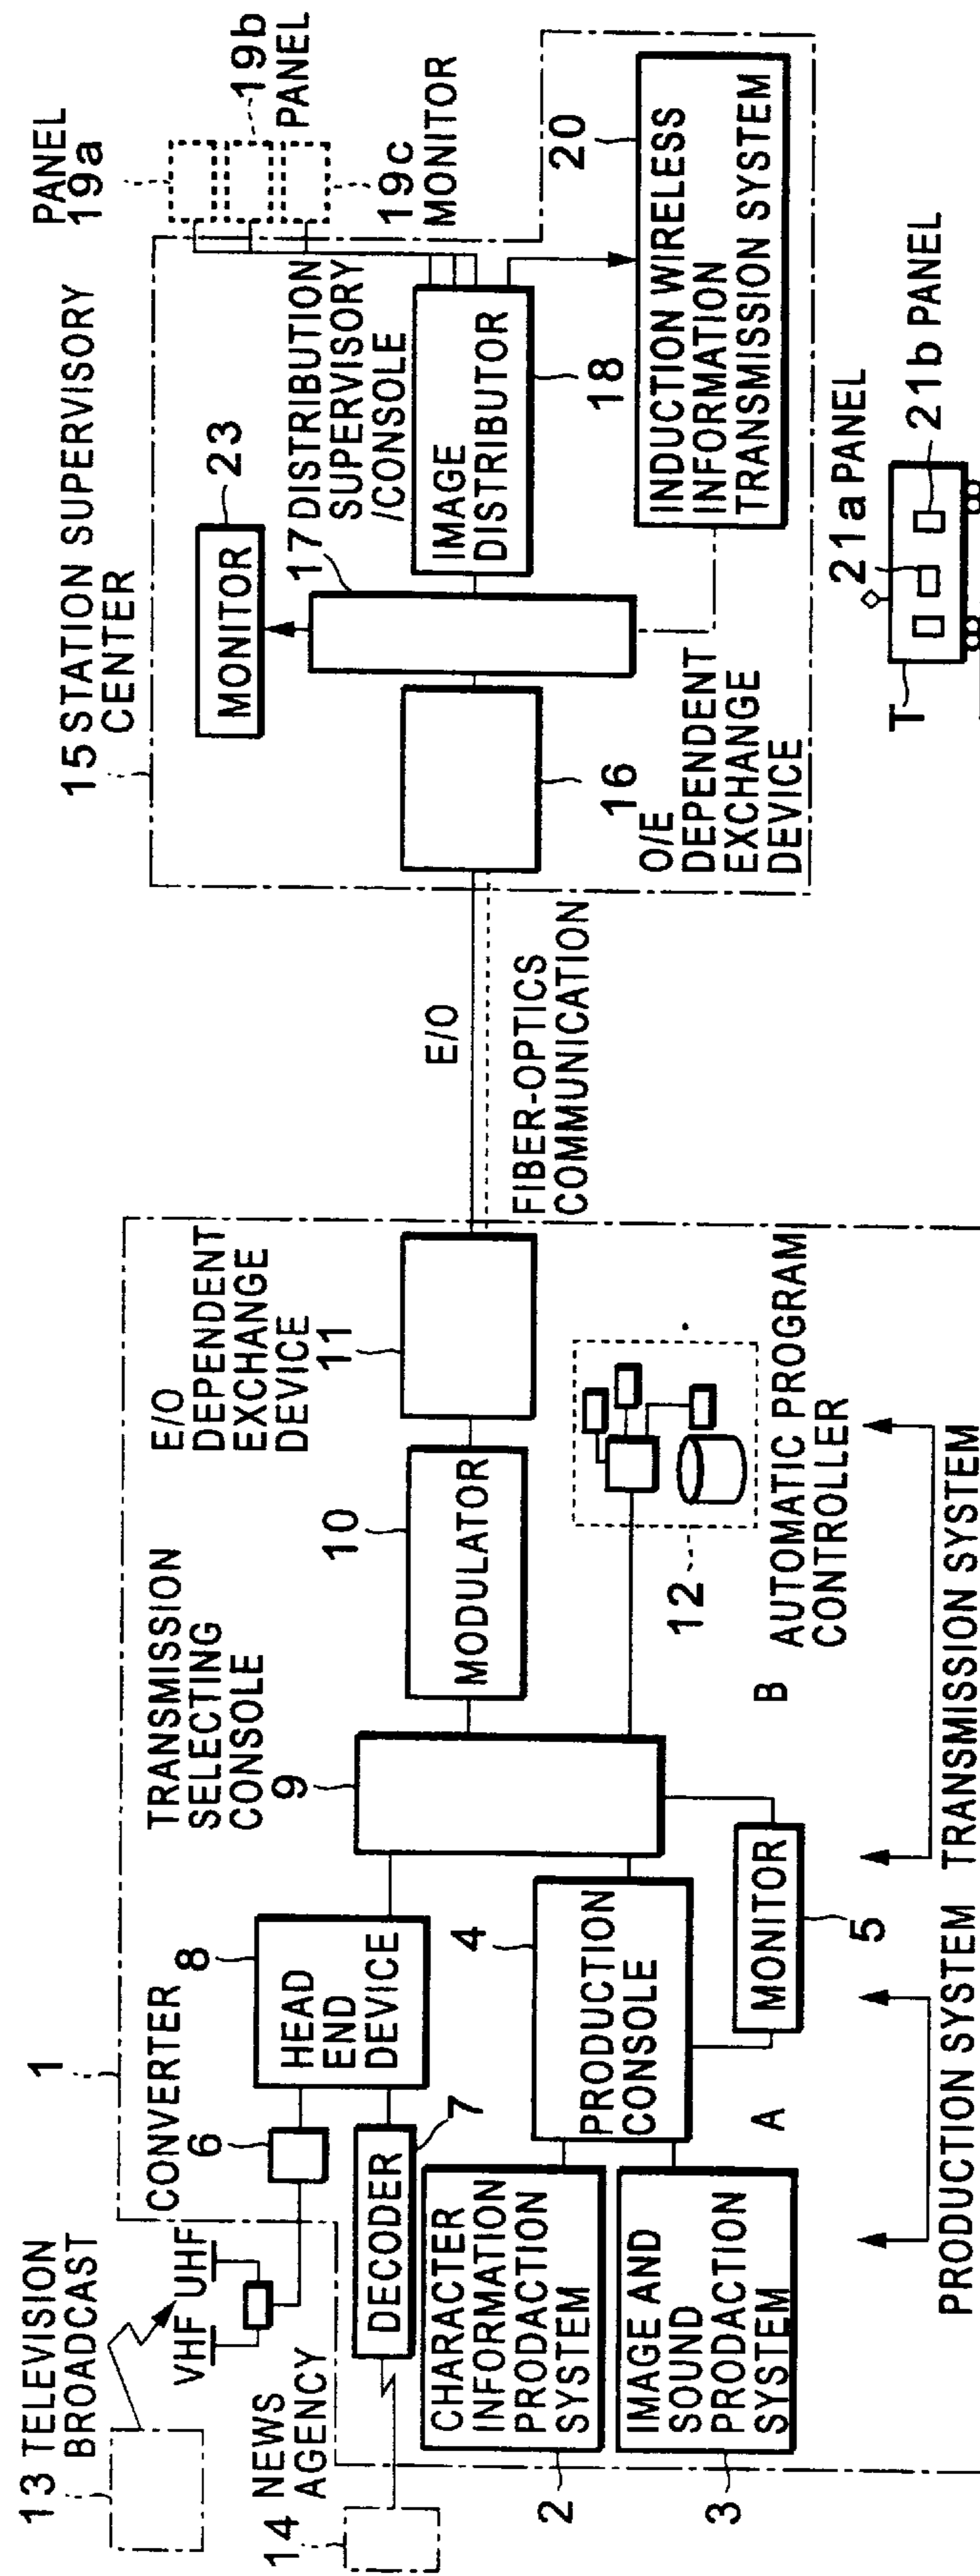 13 TELEVISION
BROADCAST
VHF
UHF
14
NEWS
AGENCY
1
CONVERTER
6
8
HEAD
END
DEVICE
DECODER
7
CHARACTER
INFORMATION
PRODACTION
SYSTEM
2
IMAGE AND
SOUND
PRODACTION
SYSTEM
3
4
PRODUCTION
CONSOLE
A
MONITOR
5
PRODUCTION SYSTEM
TRANSMISSION
SELECTING
CONSOLE
9
10
MODULATOR
E/O
DEPENDENT
EXCHANGE
DEVICE
11
12
B
AUTOMATIC PROGRAM
CONTROLLER
TRANSMISSION SYSTEM
E/O
FIBER-OPTICS
COMMUNICATION
15 STATION SUPERVISORY
CENTER
MONITOR
23
17 DISTRIBUTION
SUPERVISORY
/CONSOLE
16
O/E
DEPENDENT
EXCHANGE
DEVICE
IMAGE
DISTRIBUTOR
18
PANEL
19a
19b
PANEL
19c
MONITOR
20
INDUCTION WIRELESS
INFORMATION
TRANSMISSION SYSTEM
21a PANEL
21b PANEL
T